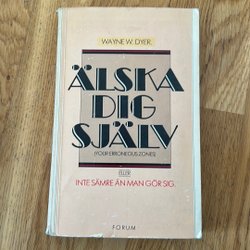 WAYNE W. DYER
ÄLSKA
DIG
SJÄLV
(YOUR ERRONEOUS ZONES)
ELLER
INTE SÄMRE ÄN MAN GÖR SIG.
FORUM